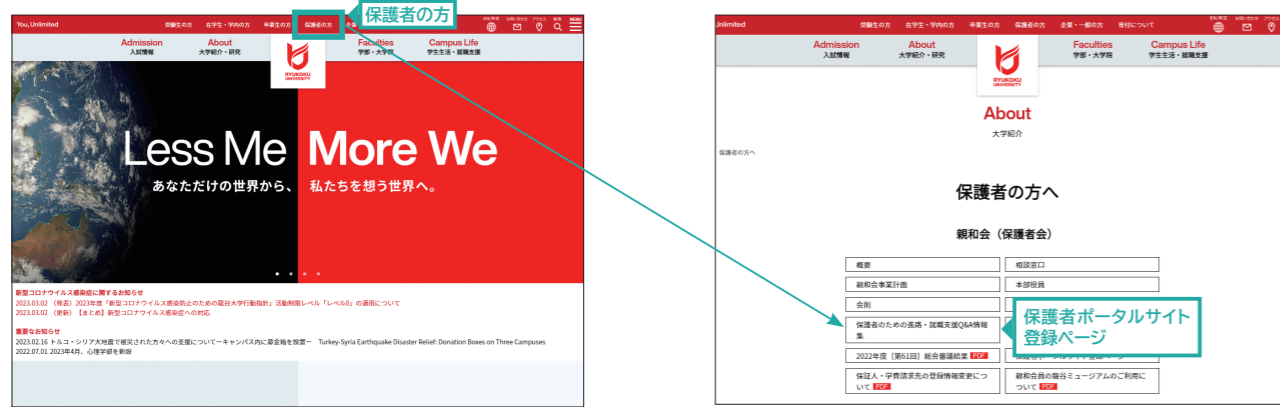 You, Unlimited
受験生の方 在学生・学内の方 卒業生の方 保護者の方
保護者の方
アクセス
MENU
Admission
入試情報
About
大学紹介・研究
RYUKOKU
UNIVERSITY
Faculties
学部・大学院
Campus Life
学生生活・就職支援
Less Me More We
あなただけの世界から、 私たちを想う世界へ。
新型コロナウイルス感染症に関するお知らせ
2023.03.02 （発表）2023年度「新型コロナウイルス感染防止のための龍谷大学行動指針」活動制限レベル「レベル0」の適用について
2023.03.02 （更新）【まとめ】新型コロナウイルス感染症への対応
重要なお知らせ
2023.02.16 トルコ・シリア大地震で被災された方々への支援についてーキャンパス内に募金箱を設置ー Turkey-Syria Earthquake Disaster Relief: Donation Boxes on Three Campuses
2022.07.01 2023年4月、心理学部を新設
Unlimited
受験生の方 在学生・学内の方 卒業生の方 保護者の方 企業・一般の方 寄付について
お問い合わせ アクセス
Admission
入試情報
About
大学紹介・研究
RYUKOKU
UNIVERSITY
Faculties
学部・大学院
Campus Life
学生生活・就職支援
About
大学紹介
保護者の方へ
保護者の方へ
親和会（保護者会）
概要
相談窓口
親和会事業計画
本部役員
会則
保護者のための進路・就職支援Q&A情報
集
保護者ポータルサイト
登録ページ
2022年度［第61回］総会審議結果 PDF
保証人・学費請求先の登録情報変更につ
いて PDF
親和会員の龍谷ミュージアムのご利用に
ついて PDF